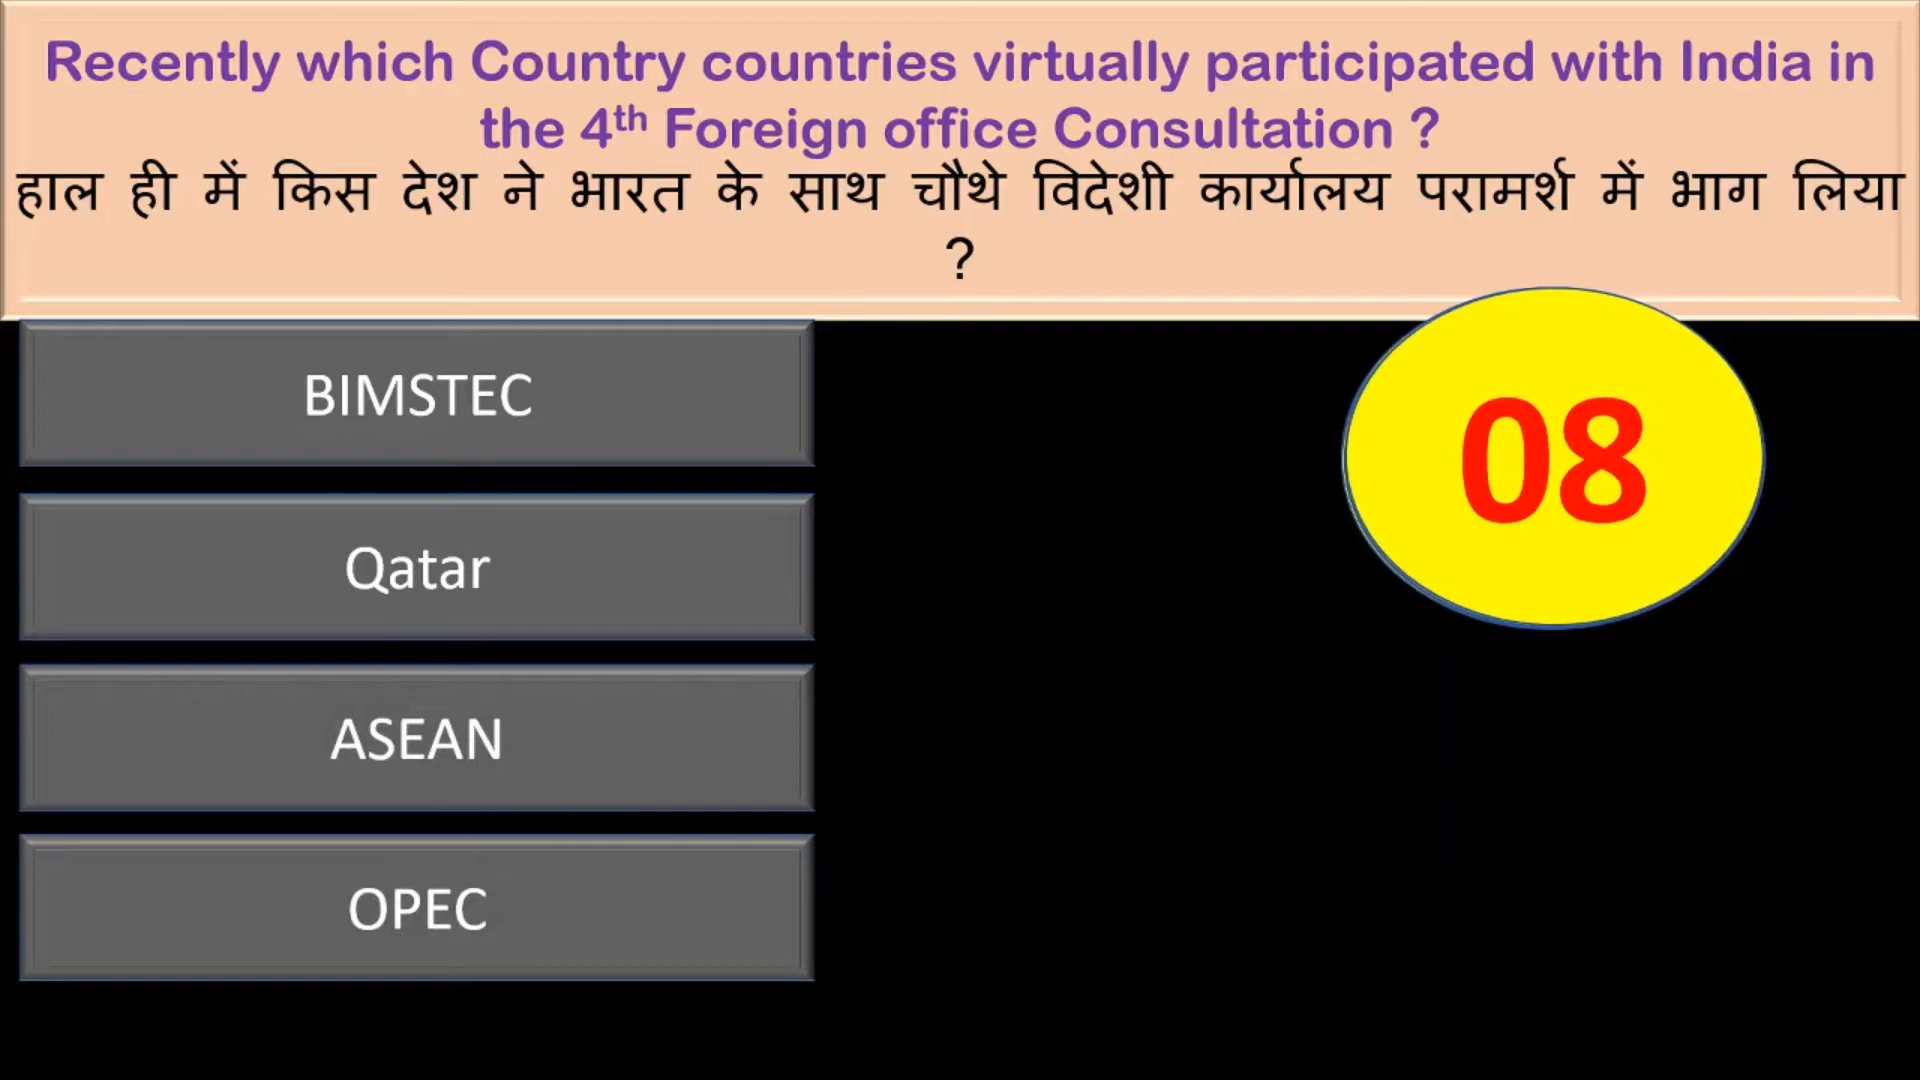 Recently which Country countries virtually participated with India in
the 4th Foreign office Consultation ?
हाल ही में किस देश ने भारत के साथ चौथे विदेशी कार्यालय परामर्श में भाग लिया
?
08
BIMSTEC
Qatar
ASEAN
OPEC